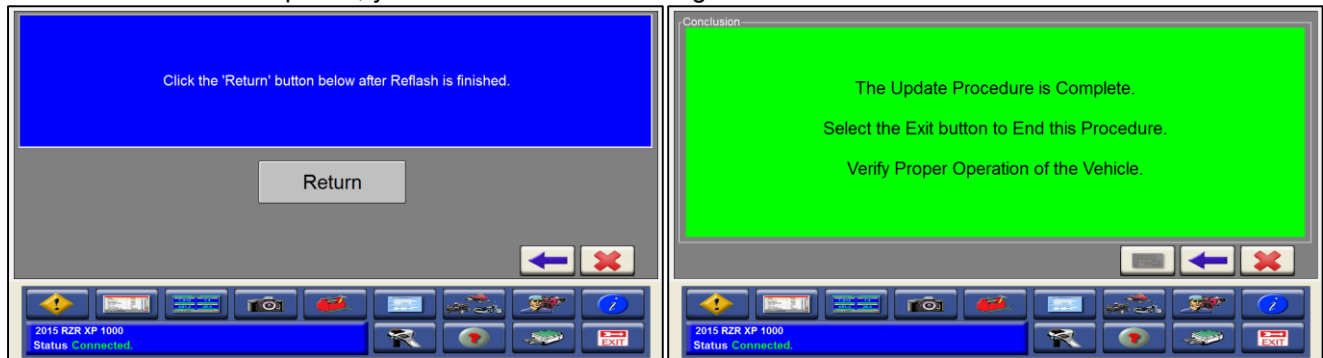 Click the 'Return' button below after Reflash is finished.
Return
2015 RZR XP 1000
Status Connected.
EXIT
Conclusion
The Update Procedure is Complete.
Select the Exit button to End this Procedure.
Verify Proper Operation of the Vehicle.
2015 RZR XP 1000
Status Connected.
EXIT